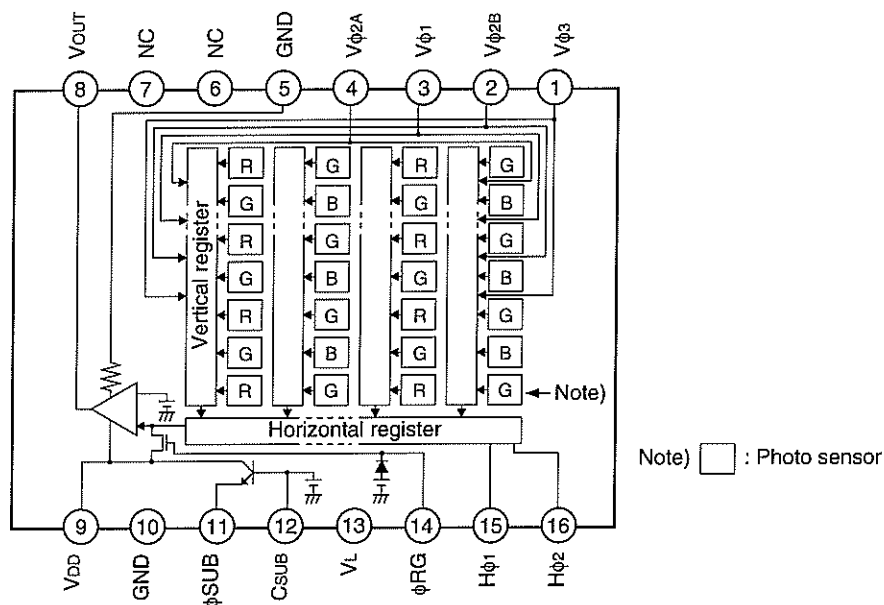 VOUT NC NC GND Vϕ2A Vϕ1 Vϕ2B Vϕ3
8 7 6 5 4 3 2 1
R G R G
G B G B
R G R G
G B G B
R G R G
G B G B
R G R G
Vertical register
Note)
Horizontal register
Note) : Photo sensor
9 10 11 12 13 14 15 16
VDD GND ϕSUB CSUB VL ϕRG Hϕ1 Hϕ2